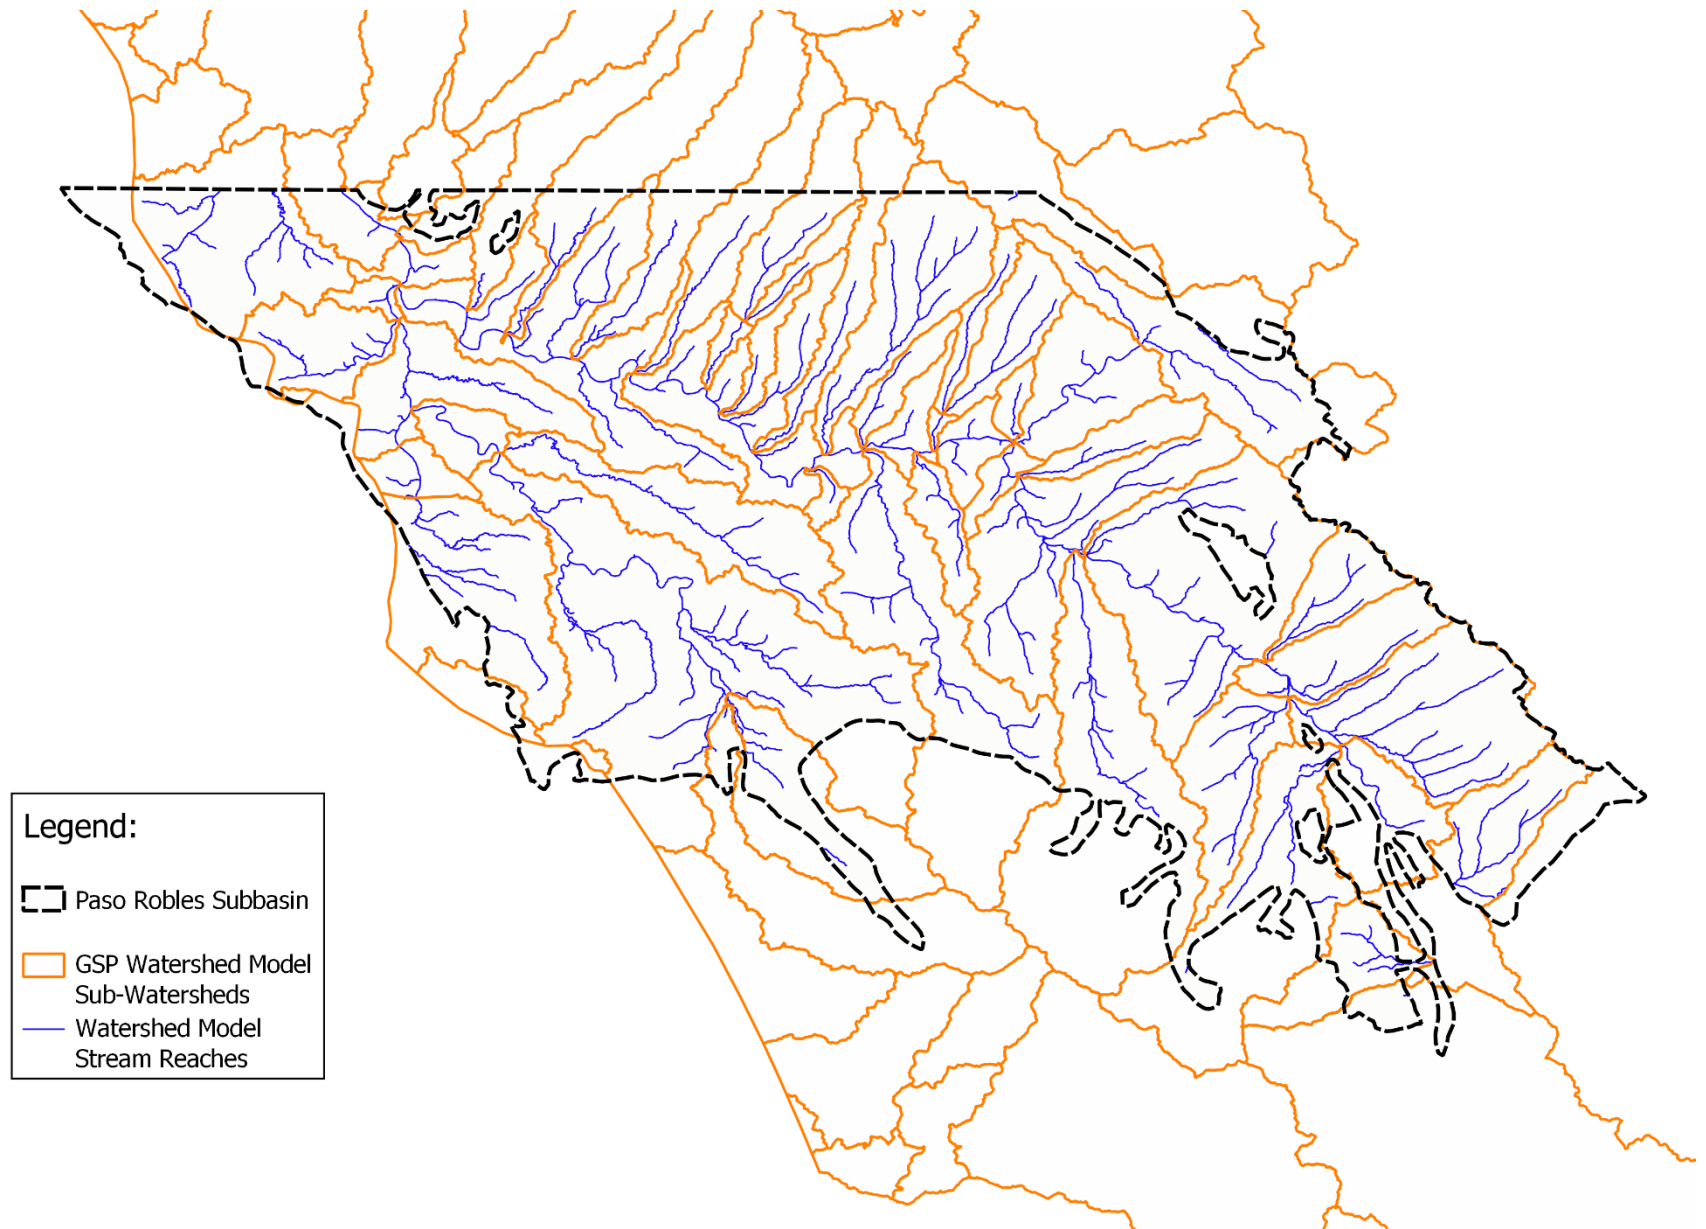 Legend:
Paso Robles Subbasin
GSP Watershed Model
Sub-Watersheds
Watershed Model
Stream Reaches